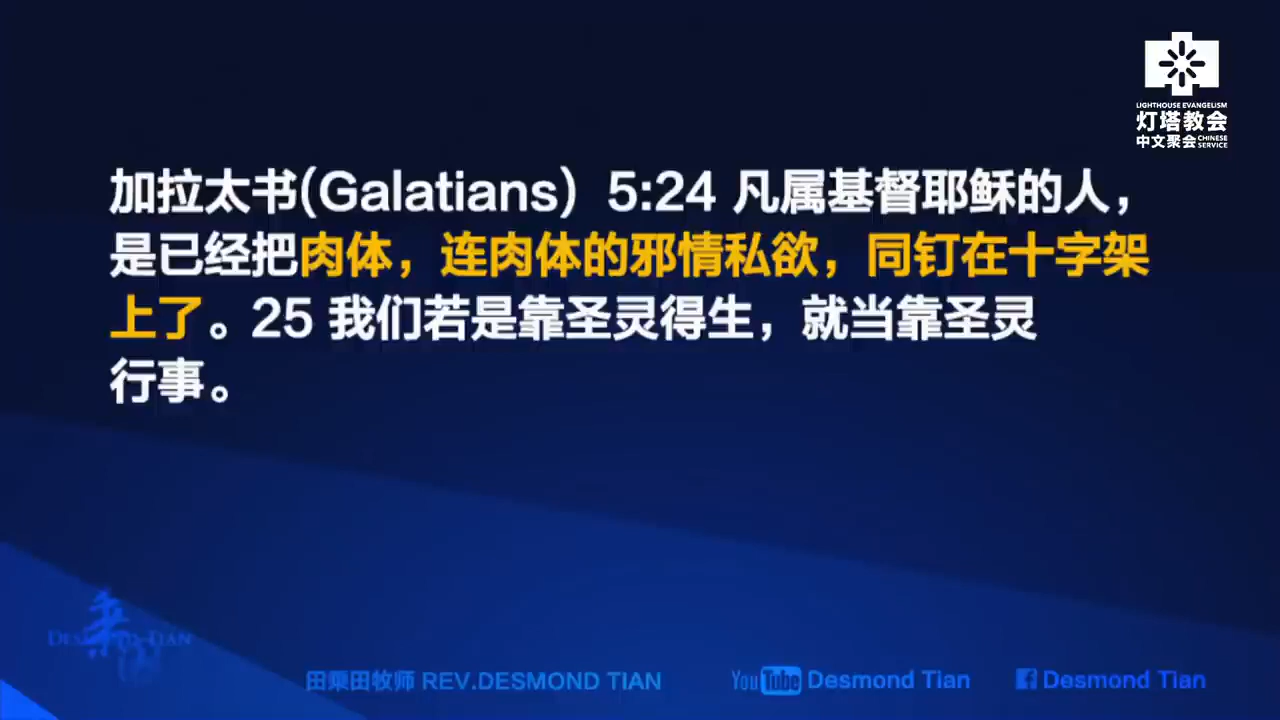 LIGHTHOUSE EVANGELISM
灯塔教会
中文聚会 CHINESE SERVICE
加拉太书(Galatians) 5:24 凡属基督耶稣的人，
是已经把肉体，连肉体的邪情私欲，同钉在十字架
上了。25 我们若是靠圣灵得生，就当靠圣灵
行事。
DESMOND TIAN
田乘田牧师 REV.DESMOND TIAN
YouTube Desmond Tian
Desmond Tian